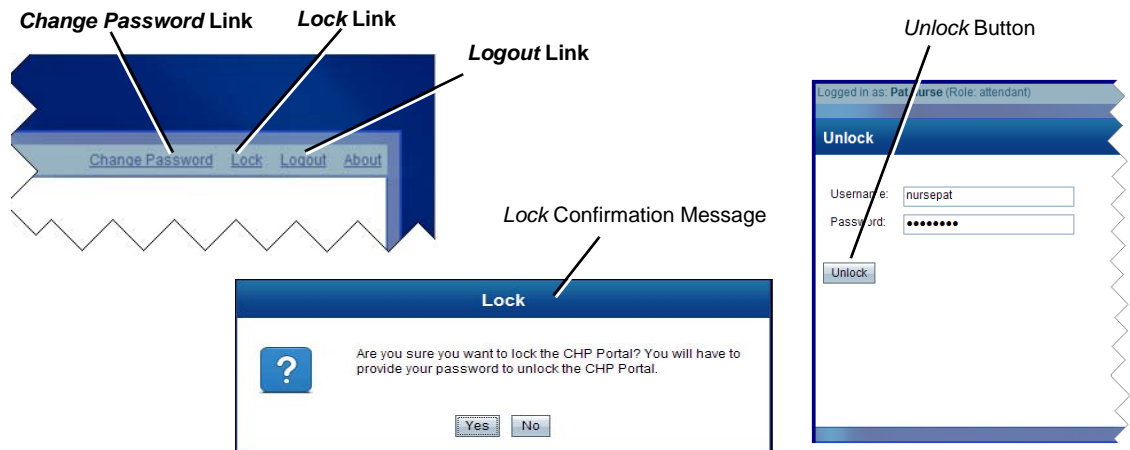 Change Password Link
Lock Link
Logout Link
Change Password Lock Logout About
Unlock Button
Logged in as: Pat Nurse (Role: attendant)
Unlock
Username: nursepat
Password: ••••••••
Unlock
Lock Confirmation Message
Lock
?
Are you sure you want to lock the CHP Portal? You will have to
provide your password to unlock the CHP Portal.
Yes No